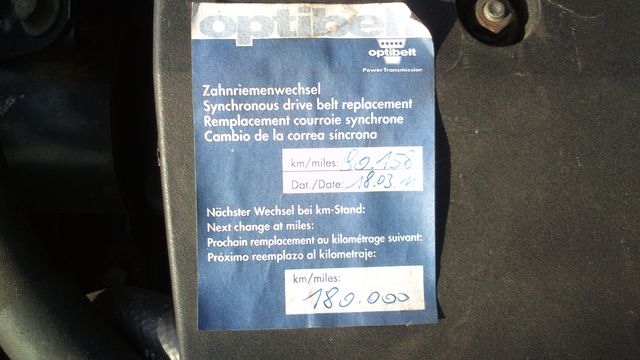 optibelt
optibelt
Power Transmission
Zahnriemenwechsel
Synchronous drive belt replacement
Remplacement courroie synchrone
Cambio de la correa síncrona
km/miles: 90.158
Dat./Date: 18.03.11
Nächster Wechsel bei km-Stand:
Next change at miles:
Prochain remplacement au kilométrage suivant:
Próximo reemplazo al kilometraje:
km/miles:
180.000